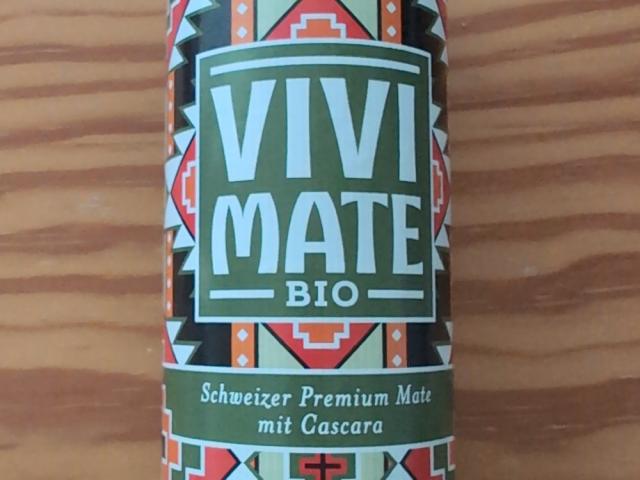 VIVI
MATE
BIO
Schweizer Premium Mate
mit Cascara